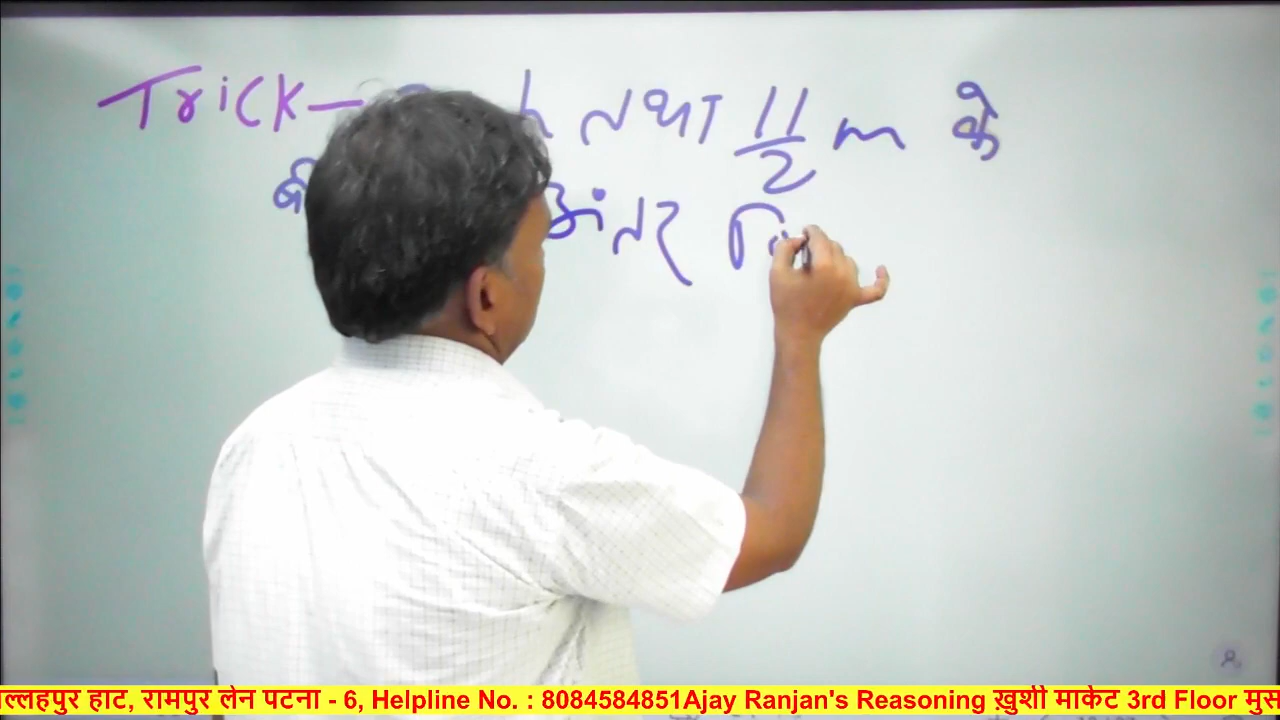 Trick — तथा 11/2 m के
बी अंतर
ल्लहपुर हाट, रामपुर लेन पटना - 6, Helpline No. : 8084584851Ajay Ranjan's Reasoning ख़ुशी मार्केट 3rd Floor मुस